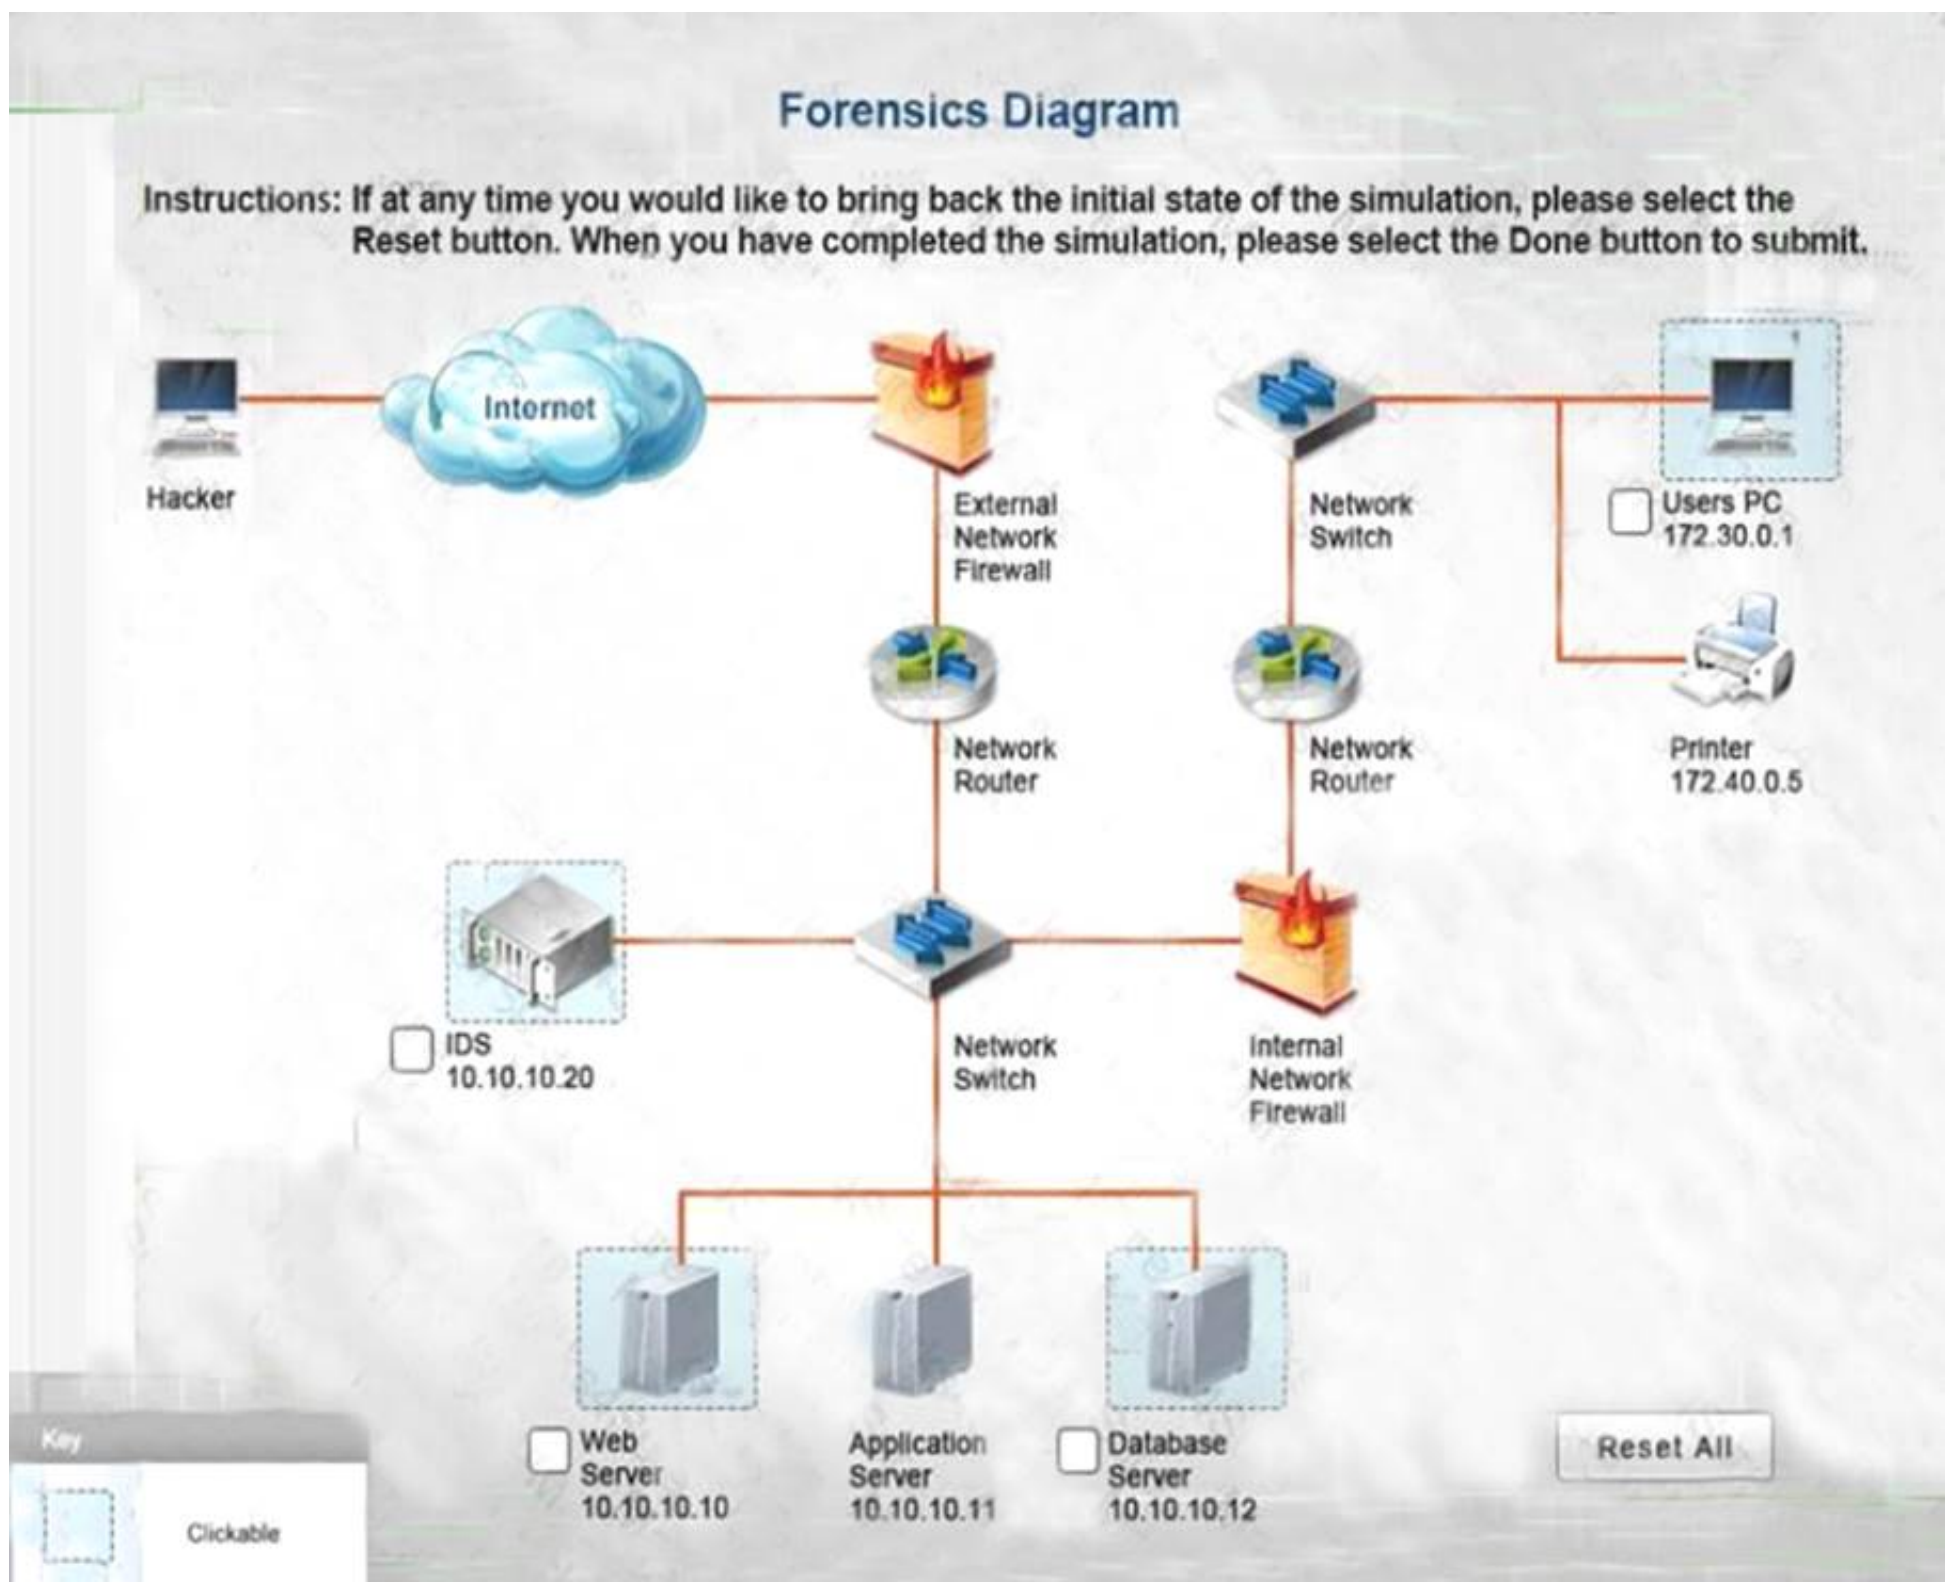 Forensics Diagram
Instructions: If at any time you would like to bring back the initial state of the simulation, please select the
Reset button. When you have completed the simulation, please select the Done button to submit.
Internet
Hacker
External
Network
Firewall
Network
Switch
Users PC
172.30.0.1
Network
Router
Network
Router
Printer
172.40.0.5
IDS
10.10.10.20
Network
Switch
Internal
Network
Firewall
Web
Server
10.10.10.10
Application
Server
10.10.10.11
Database
Server
10.10.10.12
Reset All
Key
Clickable